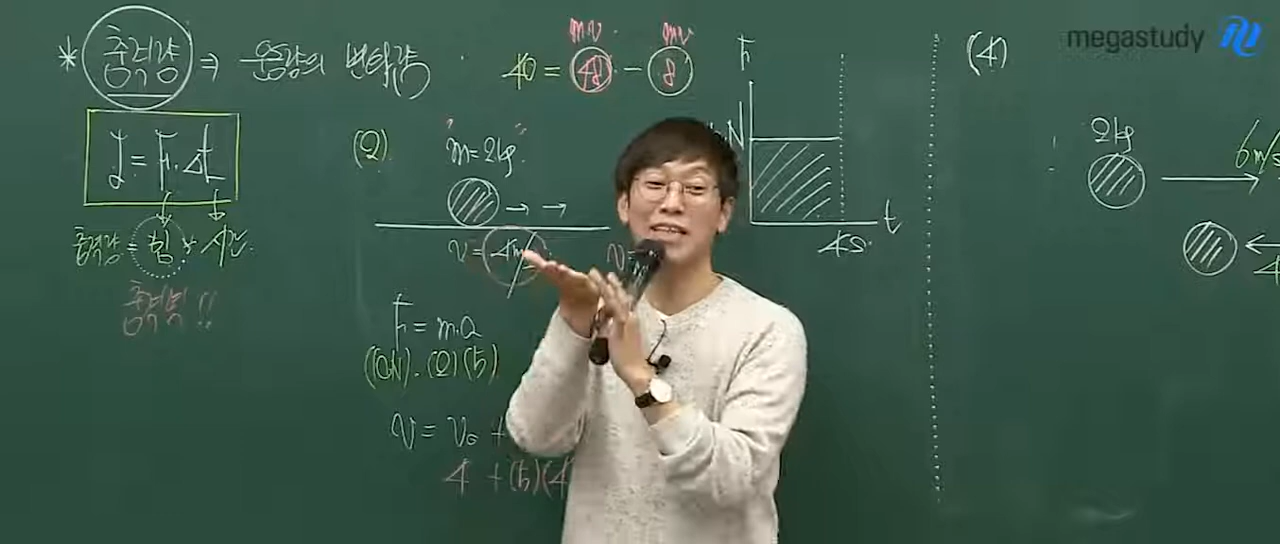 * 충격량 ⇒ 운동량의 변화량
40 = 48 - 8
mv mv
I = F · Δt
충격량 = 힘 × 시간
충격력 !!
(2)
m = 2kg
v = 4m/s
v =
F = m.a
(10N) . (2) (5)
v = v₀ +
4 + (5)(4
F
N
t
4s
(4)
2kg
6m/s
4
megastudy